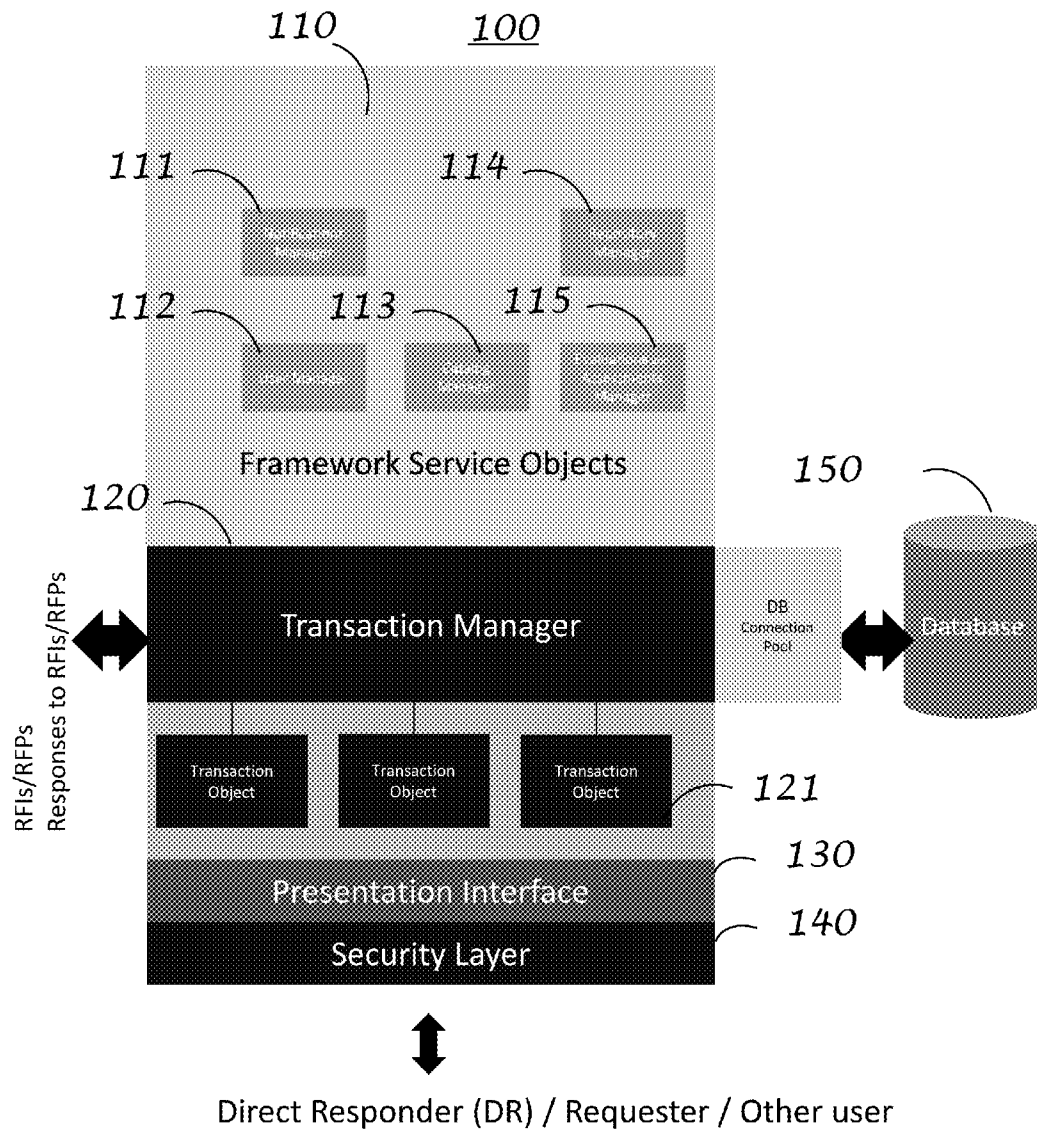 110
100
111
114
112
113
115
Manager
Framework Service Objects
120
150
RFIs/RFPs
Responses to RFIs/RFPs
Transaction Manager
DB
Connection
Pool
Database
Transaction
Object
Transaction
Object
Transaction
Object
121
130
Presentation Interface
140
Security Layer
Direct Responder (DR) / Requester / Other user